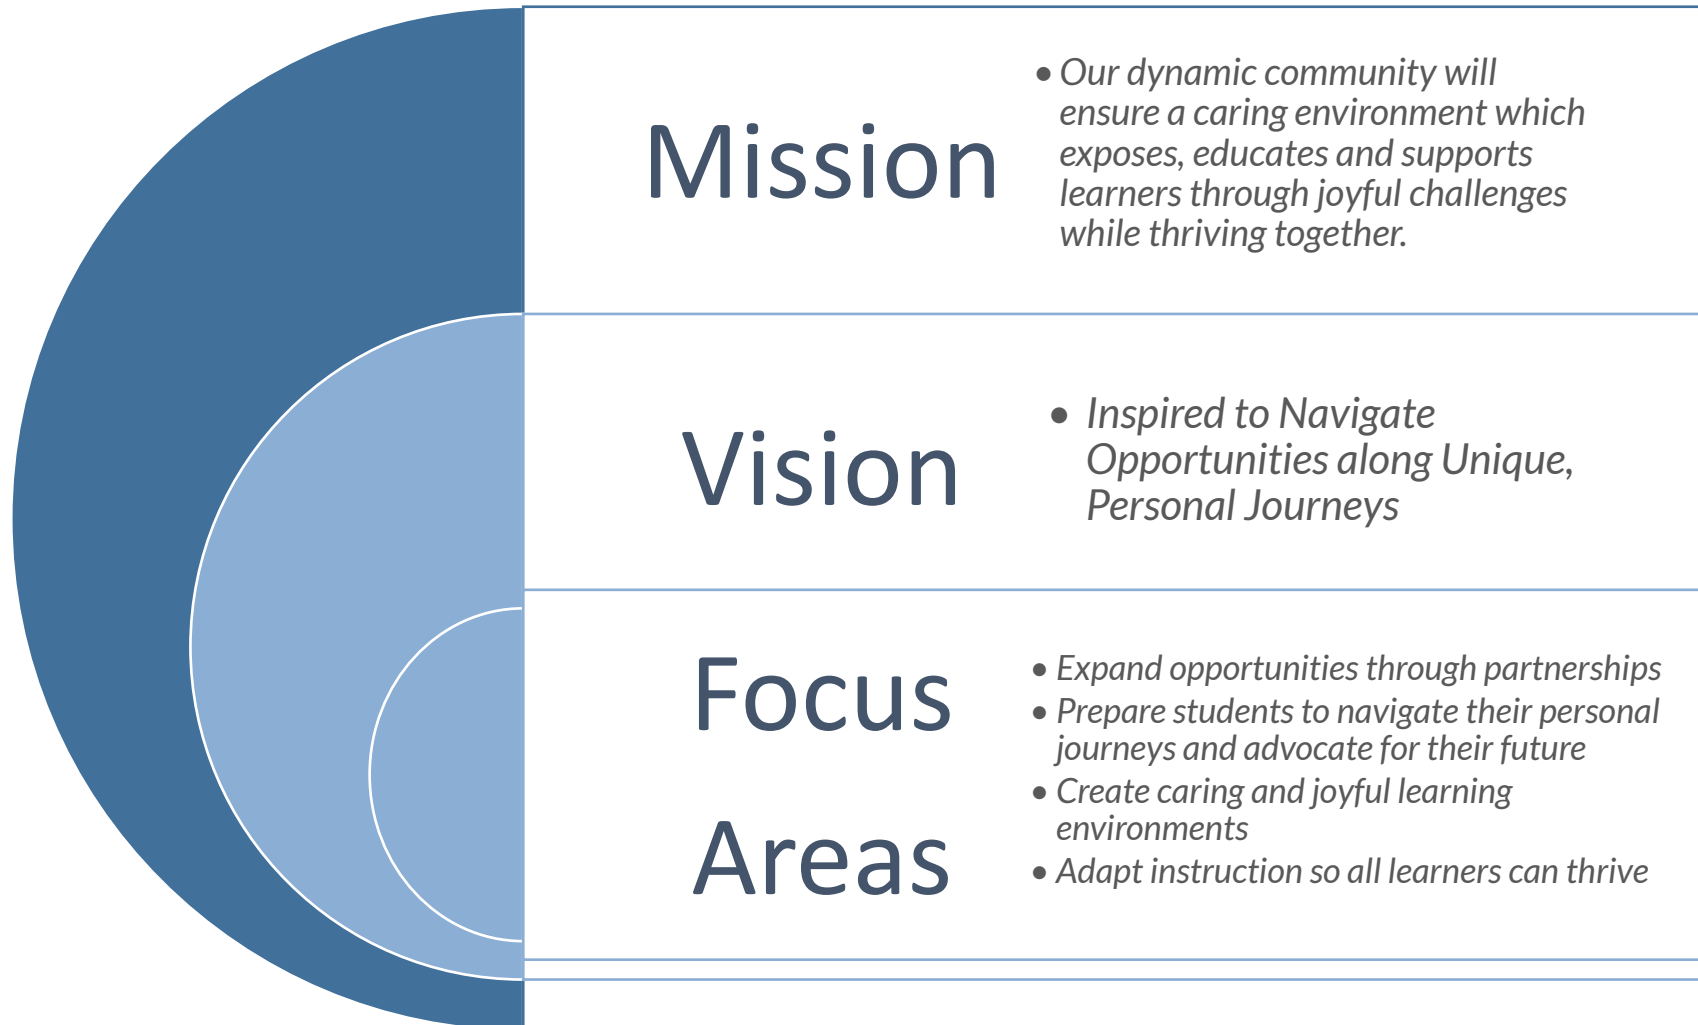 Mission
• Our dynamic community will
ensure a caring environment which
exposes, educates and supports
learners through joyful challenges
while thriving together.
Vision
• Inspired to Navigate
Opportunities along Unique,
Personal Journeys
Focus
Areas
• Expand opportunities through partnerships
• Prepare students to navigate their personal
journeys and advocate for their future
• Create caring and joyful learning
environments
• Adapt instruction so all learners can thrive